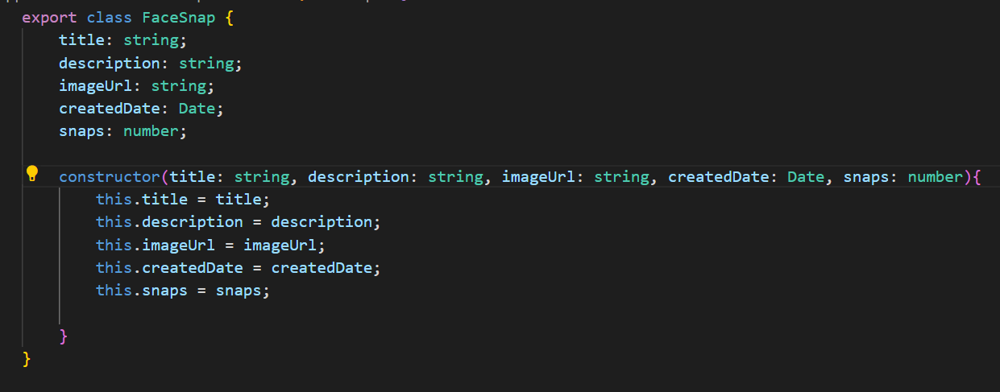 export class FaceSnap {
    title: string;
    description: string;
    imageUrl: string;
    createdDate: Date;
    snaps: number;

    constructor(title: string, description: string, imageUrl: string, createdDate: Date, snaps: number){
        this.title = title;
        this.description = description;
        this.imageUrl = imageUrl;
        this.createdDate = createdDate;
        this.snaps = snaps;

    }
}